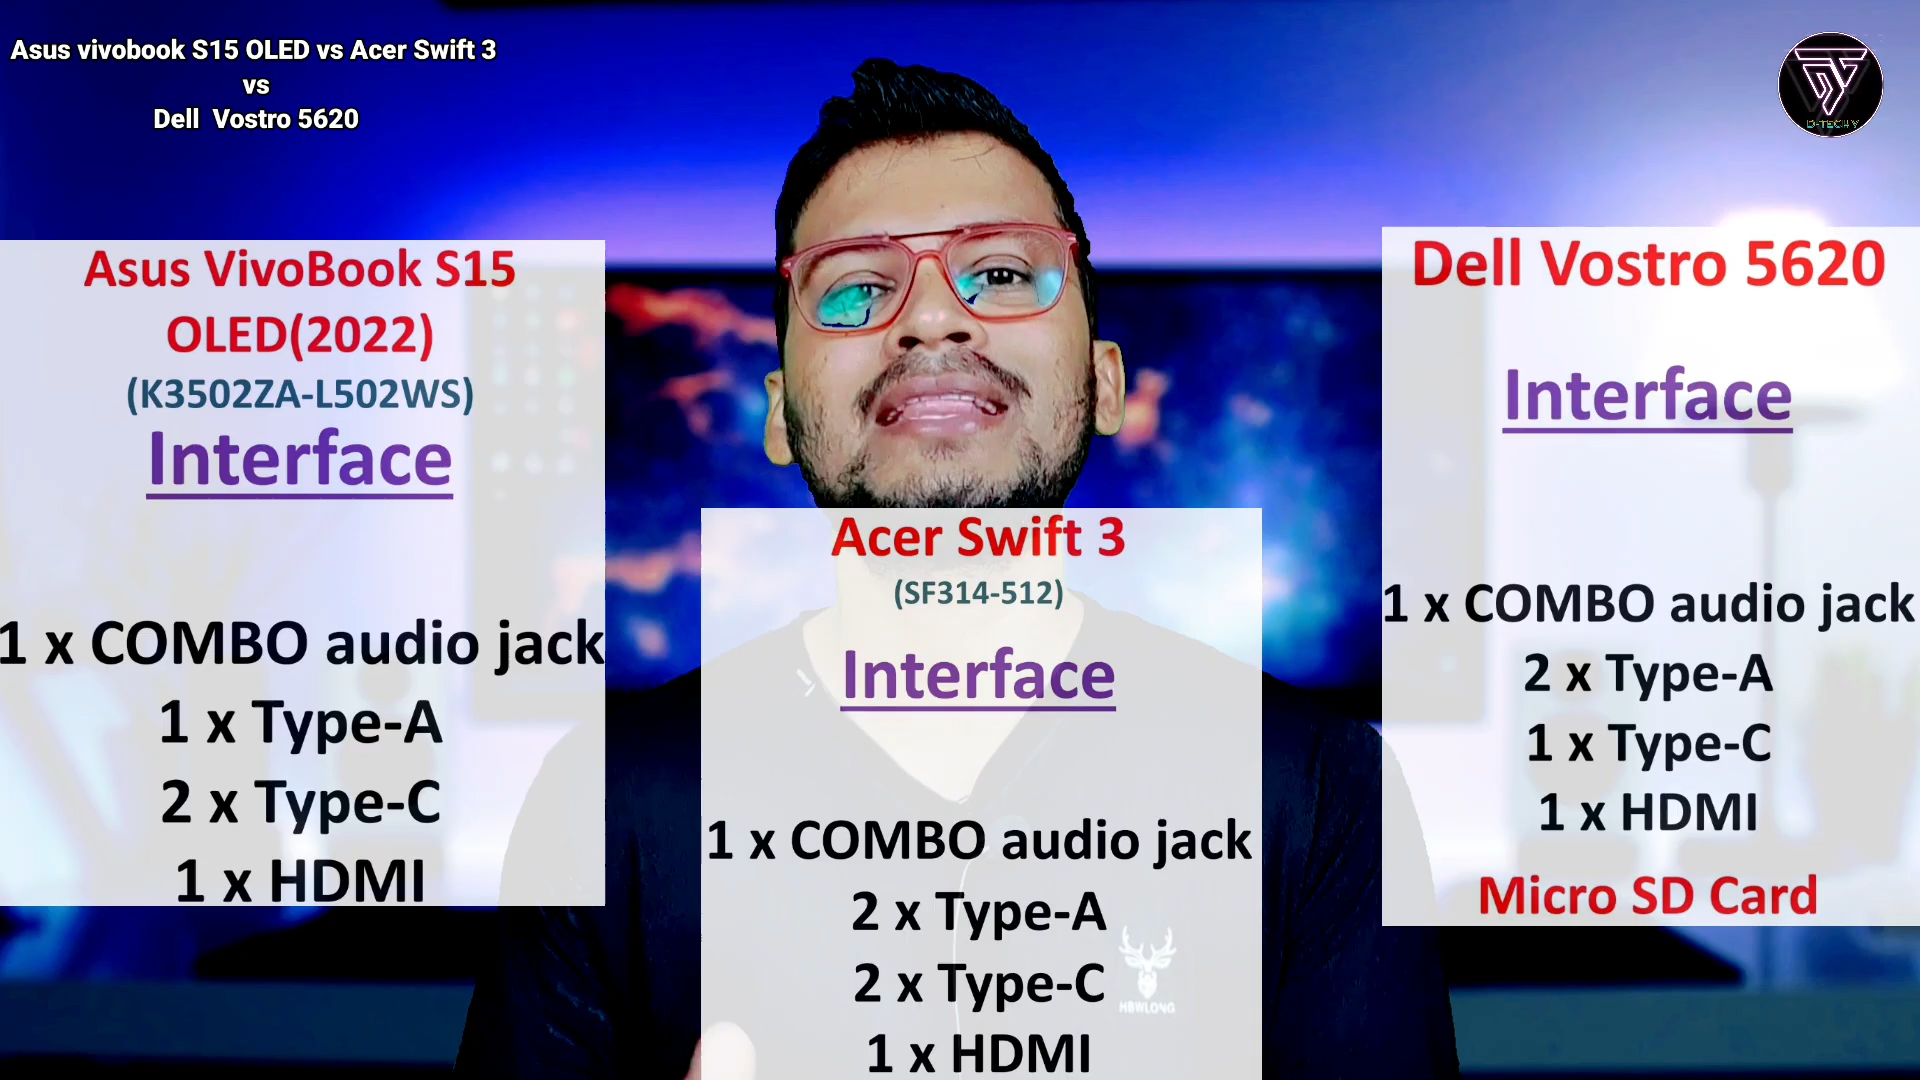 Asus vivobook S15 OLED vs Acer Swift 3
vs
Dell Vostro 5620
D-TECHY
Asus VivoBook S15
OLED(2022)
(K3502ZA-L502WS)
Interface
1 x COMBO audio jack
1 x Type-A
2 x Type-C
1 x HDMI
Acer Swift 3
(SF314-512)
Interface
1 x COMBO audio jack
2 x Type-A
2 x Type-C
1 x HDMI
HBWLONG
Dell Vostro 5620
Interface
1 x COMBO audio jack
2 x Type-A
1 x Type-C
1 x HDMI
Micro SD Card